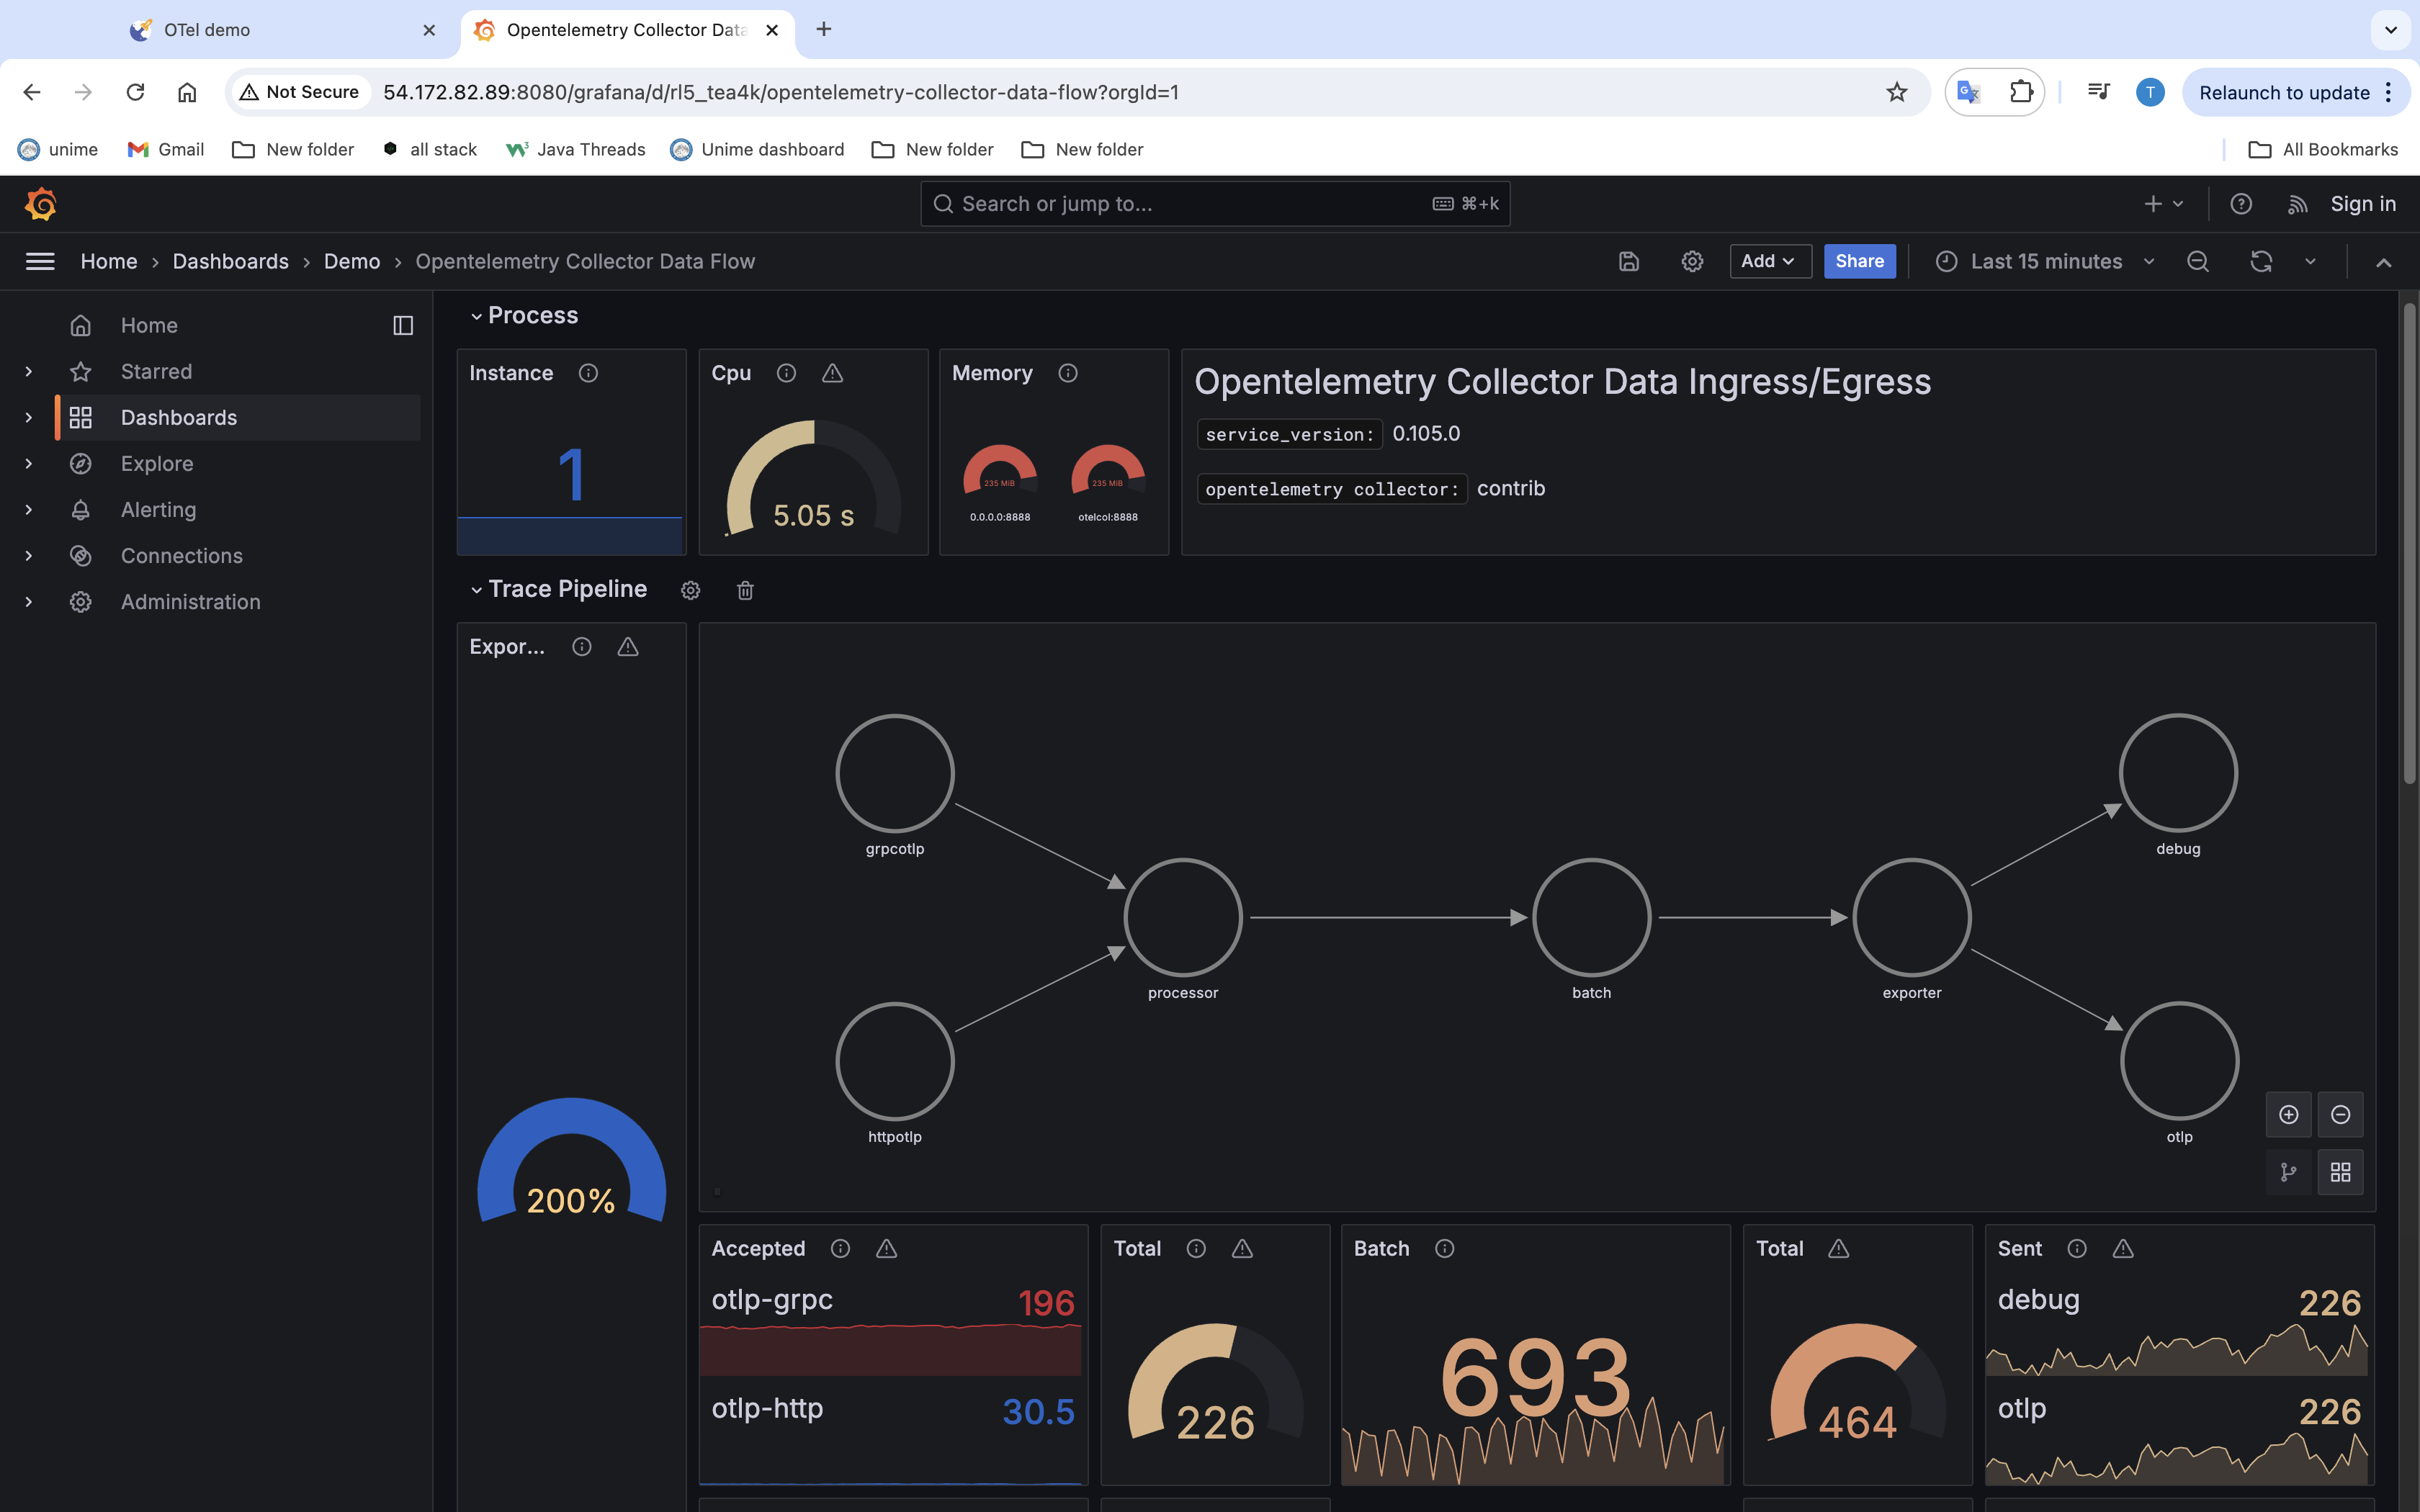 OTel demo
Opentelemetry Collector Data
Not Secure
54.172.82.89:8080/grafana/d/rl5_tea4k/opentelemetry-collector-data-flow?orgId=1
T
Relaunch to update
unime
Gmail
New folder
all stack
Java Threads
Unime dashboard
New folder
New folder
All Bookmarks
Search or jump to...
⌘+k
Sign in
Home › Dashboards › Demo › Opentelemetry Collector Data Flow
Add
Share
Last 15 minutes
Home
Starred
Dashboards
Explore
Alerting
Connections
Administration
Process
Instance
1
Cpu
5.05 s
Memory
235 MiB
0.0.0.0:8888
235 MiB
otelcol:8888
Opentelemetry Collector Data Ingress/Egress
service_version: 0.105.0
opentelemetry collector: contrib
Trace Pipeline
Expor...
200%
grpcotlp
httpotlp
processor
batch
exporter
debug
otlp
Accepted
otlp-grpc 196
otlp-http 30.5
Total
226
Batch
693
Total
464
Sent
debug 226
otlp 226